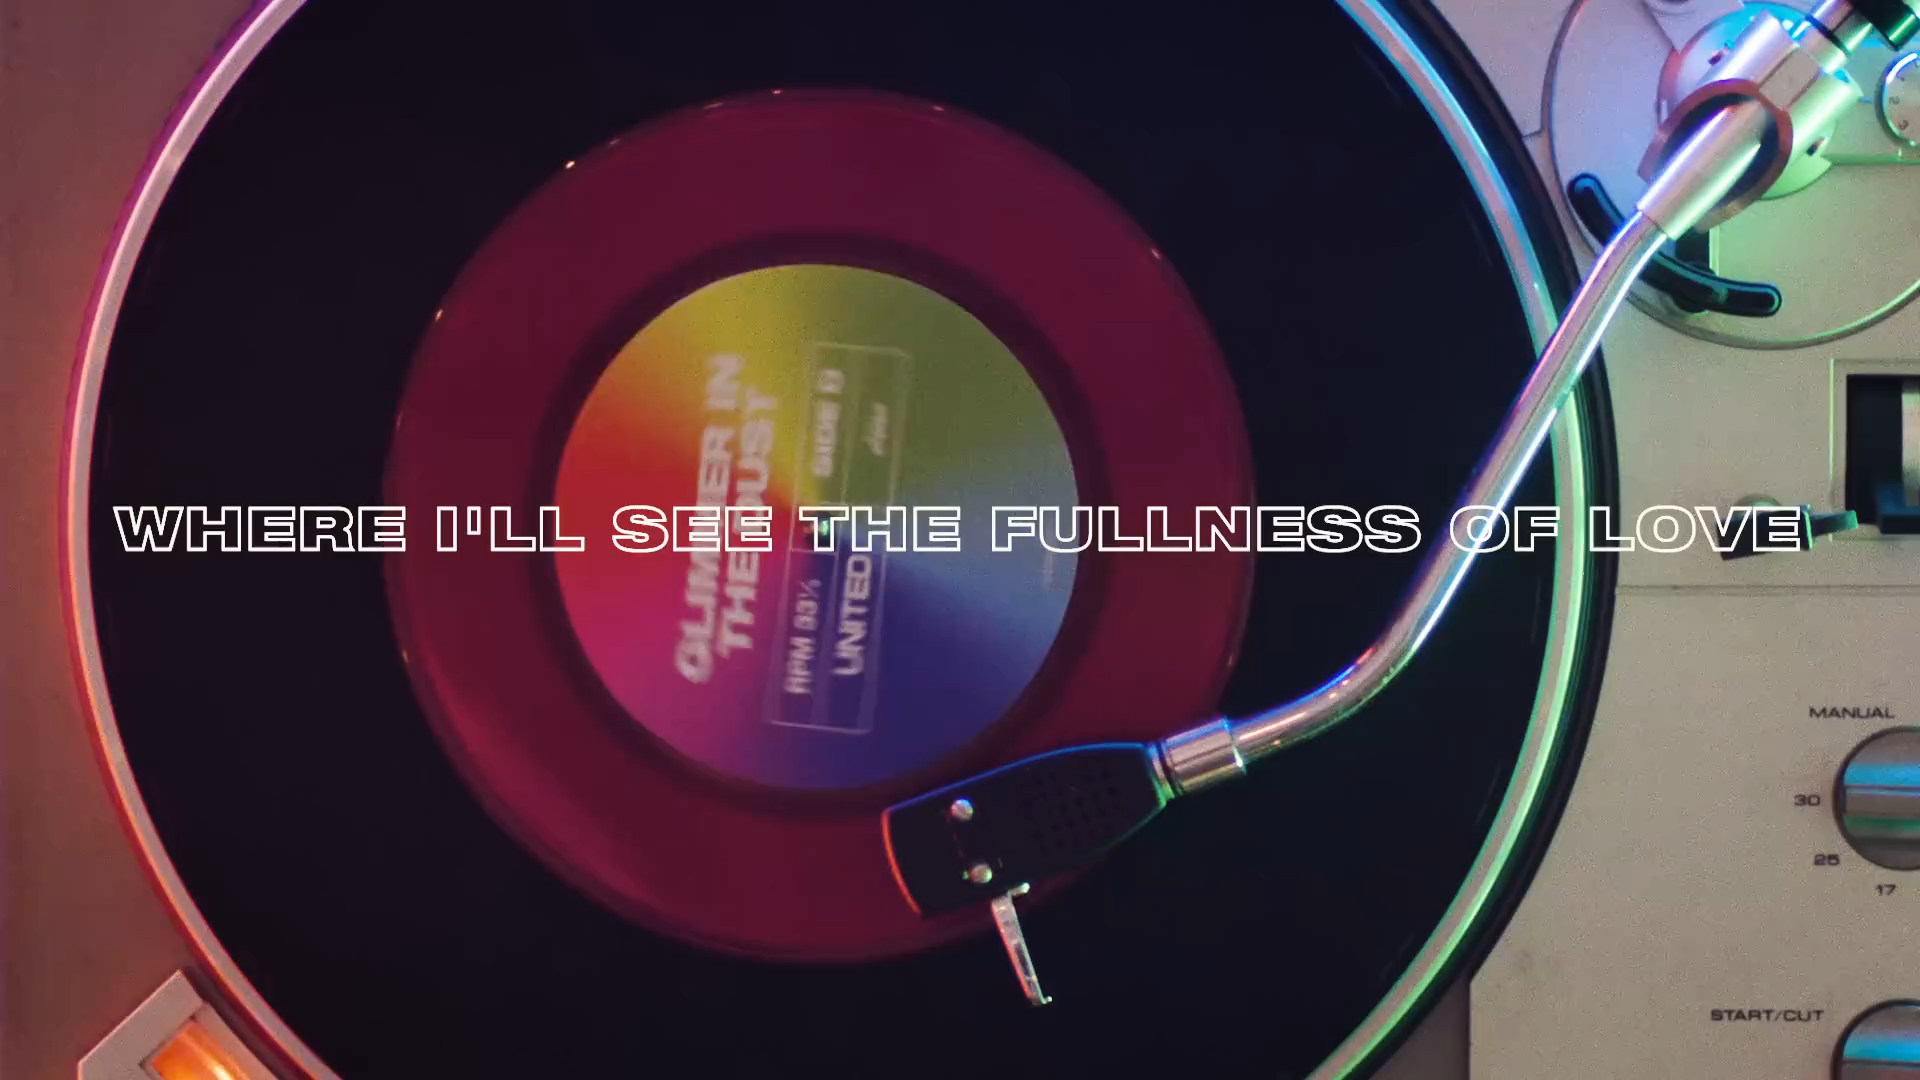 WHERE I'LL SEE THE FULLNESS OF LOVE
GLIMMER IN
THE DUST
SIDE B
RPM 33⅓
UNITED
MANUAL
30
25
17
START/CUT